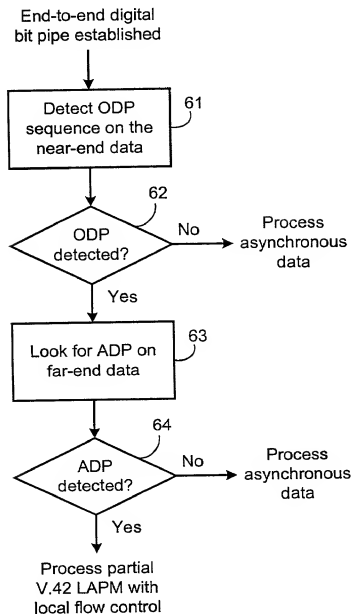 End-to-end digital
bit pipe established
61
Detect ODP
sequence on the
near-end data
62
ODP
detected?
No
Process
asynchronous
data
Yes
63
Look for ADP on
far-end data
64
ADP
detected?
No
Process
asynchronous
data
Yes
Process partial
V.42 LAPM with
local flow control